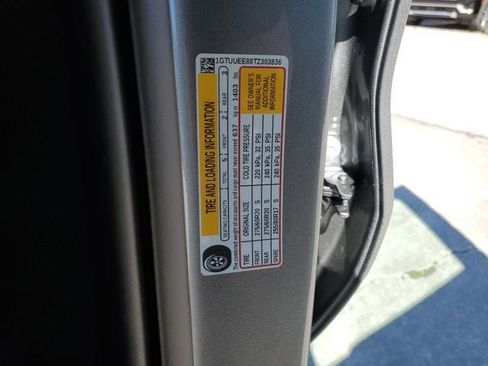 1GTUUEE88TZ303836
TIRE AND LOADING INFORMATION
SEATING CAPACITY TOTAL 5 FRONT 2 REAR 3
The combined weight of occupants and cargo must never exceed 637 kg or 1403 lbs.
TIRE ORIGINAL SIZE COLD TIRE PRESSURE
FRONT 275/60R20 S 220 kPa, 32 PSI
REAR 275/60R20 S 240 kPa, 35 PSI
SPARE 255/80R17 S 240 kPa, 35 PSI
SEE OWNER'S
MANUAL FOR
ADDITIONAL
INFORMATION